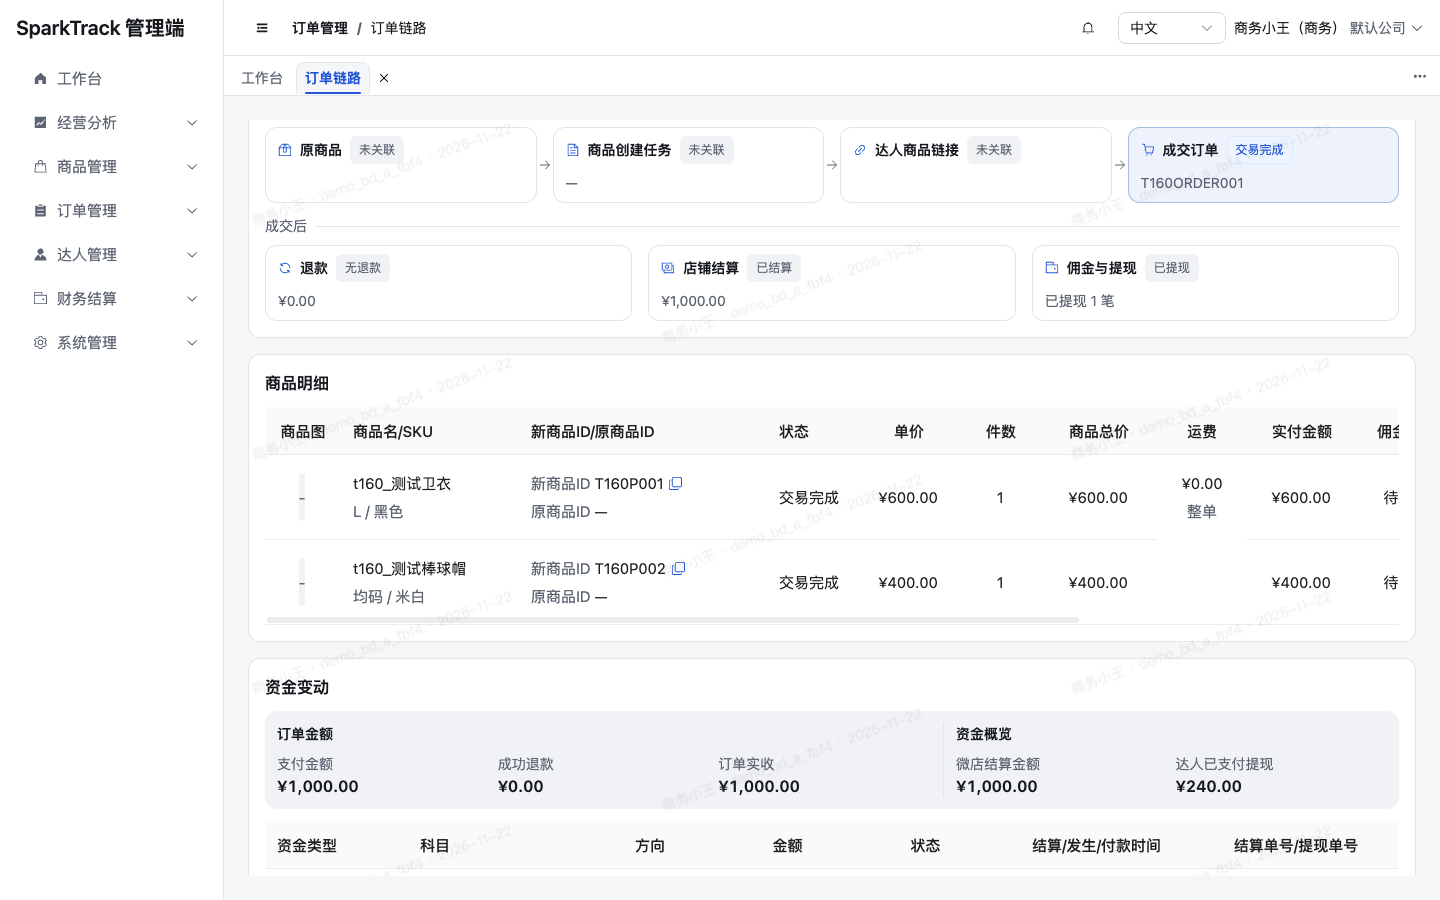 SparkTrack 管理端
订单管理 / 订单链路
中文
商务小王（商务）
默认公司
工作台
经营分析
商品管理
订单管理
达人管理
财务结算
系统管理
工作台
订单链路
原商品 未关联
商品创建任务 未关联
—
达人商品链接 未关联
成交订单 交易完成
T160ORDER001
成交后
退款 无退款
¥0.00
店铺结算 已结算
¥1,000.00
佣金与提现 已提现
已提现 1 笔
商品明细
商品图 商品名/SKU 新商品ID/原商品ID 状态 单价 件数 商品总价 运费 实付金额 佣金
- t160_测试卫衣 新商品ID T160P001 交易完成 ¥600.00 1 ¥600.00 ¥0.00 ¥600.00 待
L / 黑色 原商品ID — 整单
- t160_测试棒球帽 新商品ID T160P002 交易完成 ¥400.00 1 ¥400.00 ¥400.00 待
均码 / 米白 原商品ID —
资金变动
订单金额
支付金额 成功退款 订单实收
¥1,000.00 ¥0.00 ¥1,000.00
资金概览
微店结算金额 达人已支付提现
¥1,000.00 ¥240.00
资金类型 科目 方向 金额 状态 结算/发生/付款时间 结算单号/提现单号
商务小王 · demo_bd_a_fbf4 · 2026-11-22